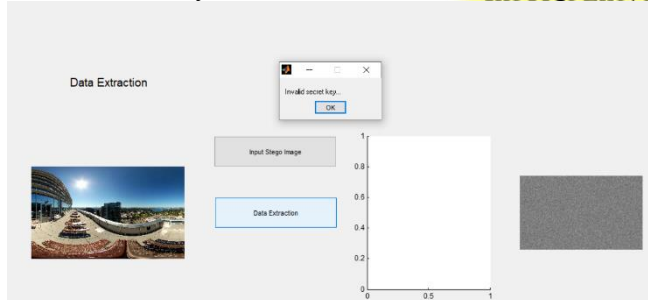 Data Extraction
Invalid secret key...
OK
Input Stego Image
Data Extraction
1
0.8
0.6
0.4
0.2
0
0
0.5
1